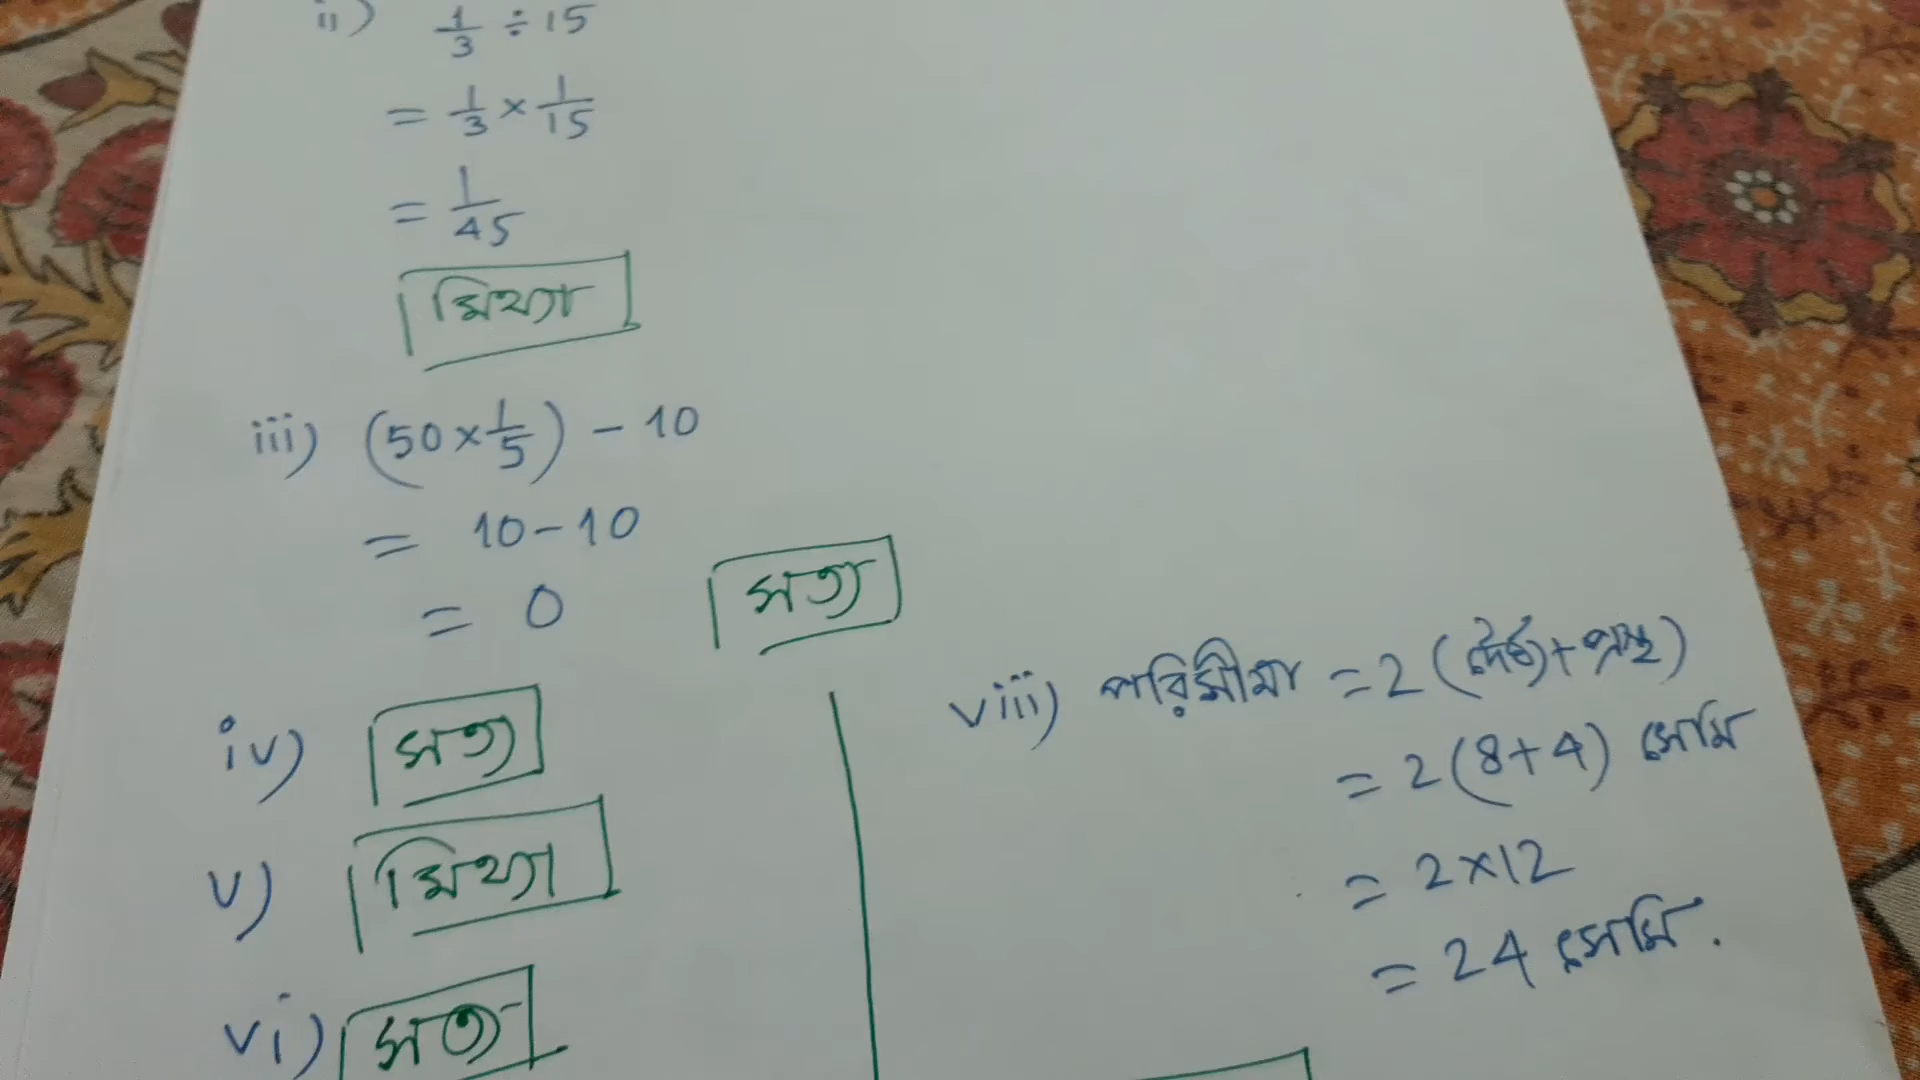 ii) 1/3 ÷ 15
= 1/3 × 1/15
= 1/45
মিথ্যা
iii) (50 × 1/5) - 10
= 10 - 10
= 0
সত্য
iv) সত্য
v) মিথ্যা
vi) সত্য
viii) পরিসীমা = 2 (দৈর্ঘ্য + প্রস্থ)
= 2 (8+4) সেমি
= 2×12
= 24 সেমি.